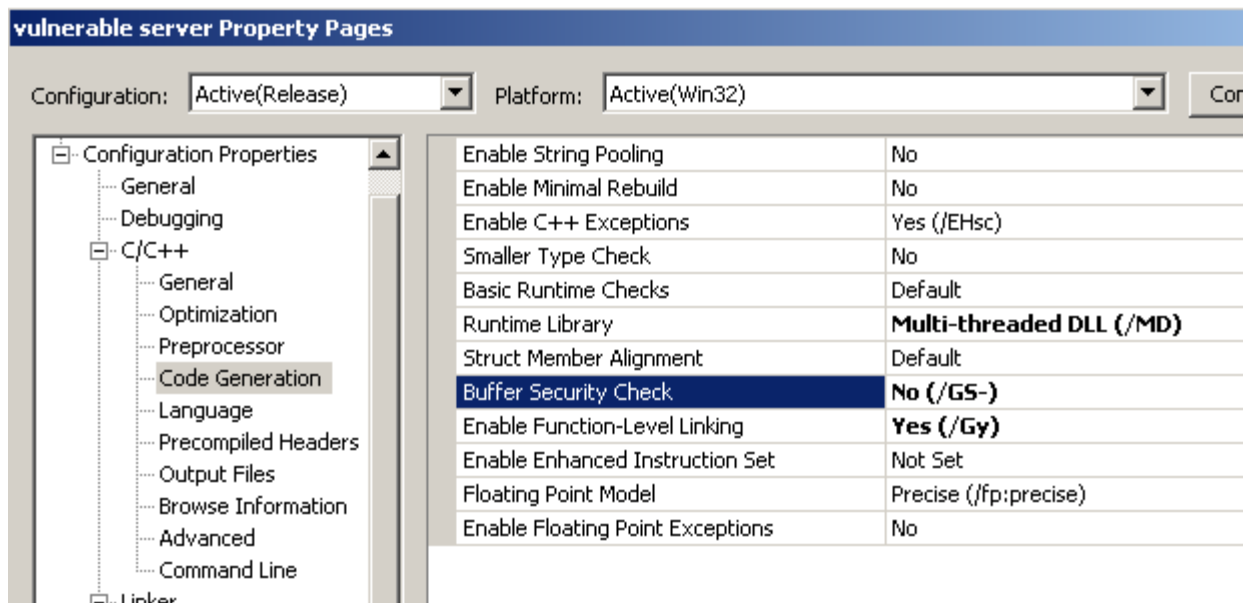 vulnerable server Property Pages
Configuration: Active(Release) Platform: Active(Win32) Con
Configuration Properties
General
Debugging
C/C++
General
Optimization
Preprocessor
Code Generation
Language
Precompiled Headers
Output Files
Browse Information
Advanced
Command Line
Linker
Enable String Pooling No
Enable Minimal Rebuild No
Enable C++ Exceptions Yes (/EHsc)
Smaller Type Check No
Basic Runtime Checks Default
Runtime Library Multi-threaded DLL (/MD)
Struct Member Alignment Default
Buffer Security Check No (/GS-)
Enable Function-Level Linking Yes (/Gy)
Enable Enhanced Instruction Set Not Set
Floating Point Model Precise (/fp:precise)
Enable Floating Point Exceptions No